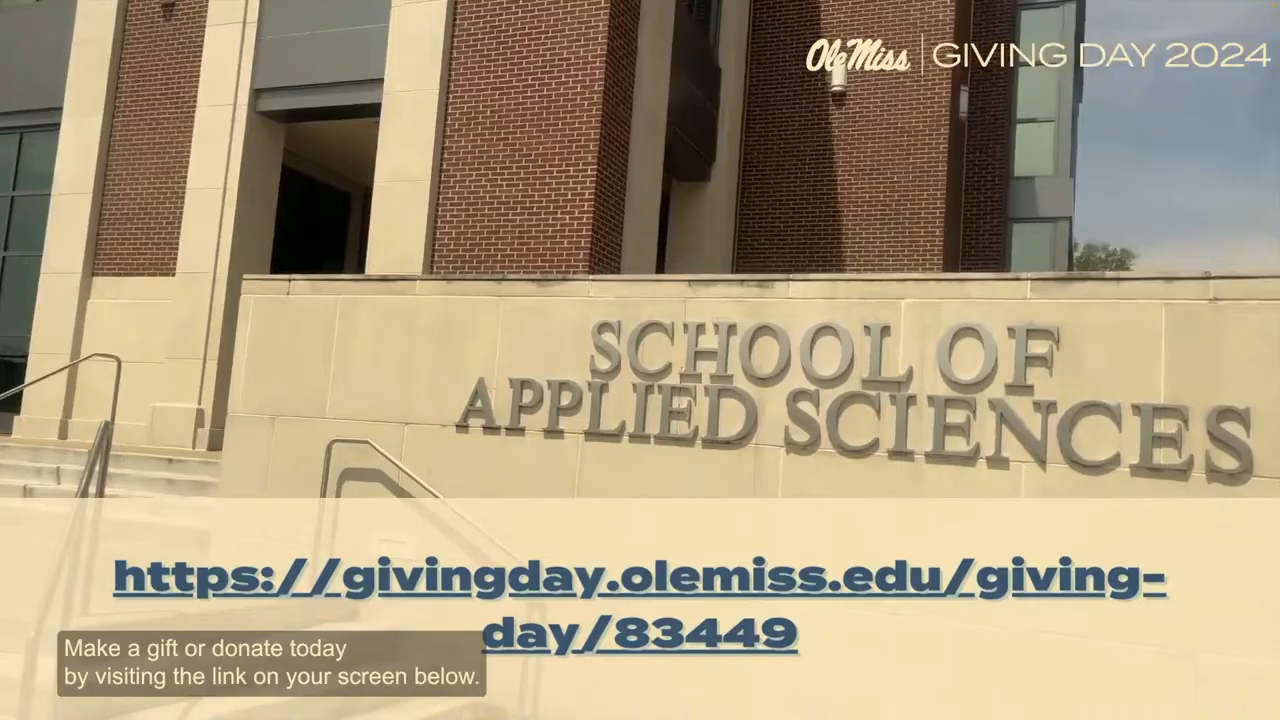 Ole Miss | GIVING DAY 2024
SCHOOL OF
APPLIED SCIENCES
https://givingday.olemiss.edu/giving-
day/83449
Make a gift or donate today
by visiting the link on your screen below.